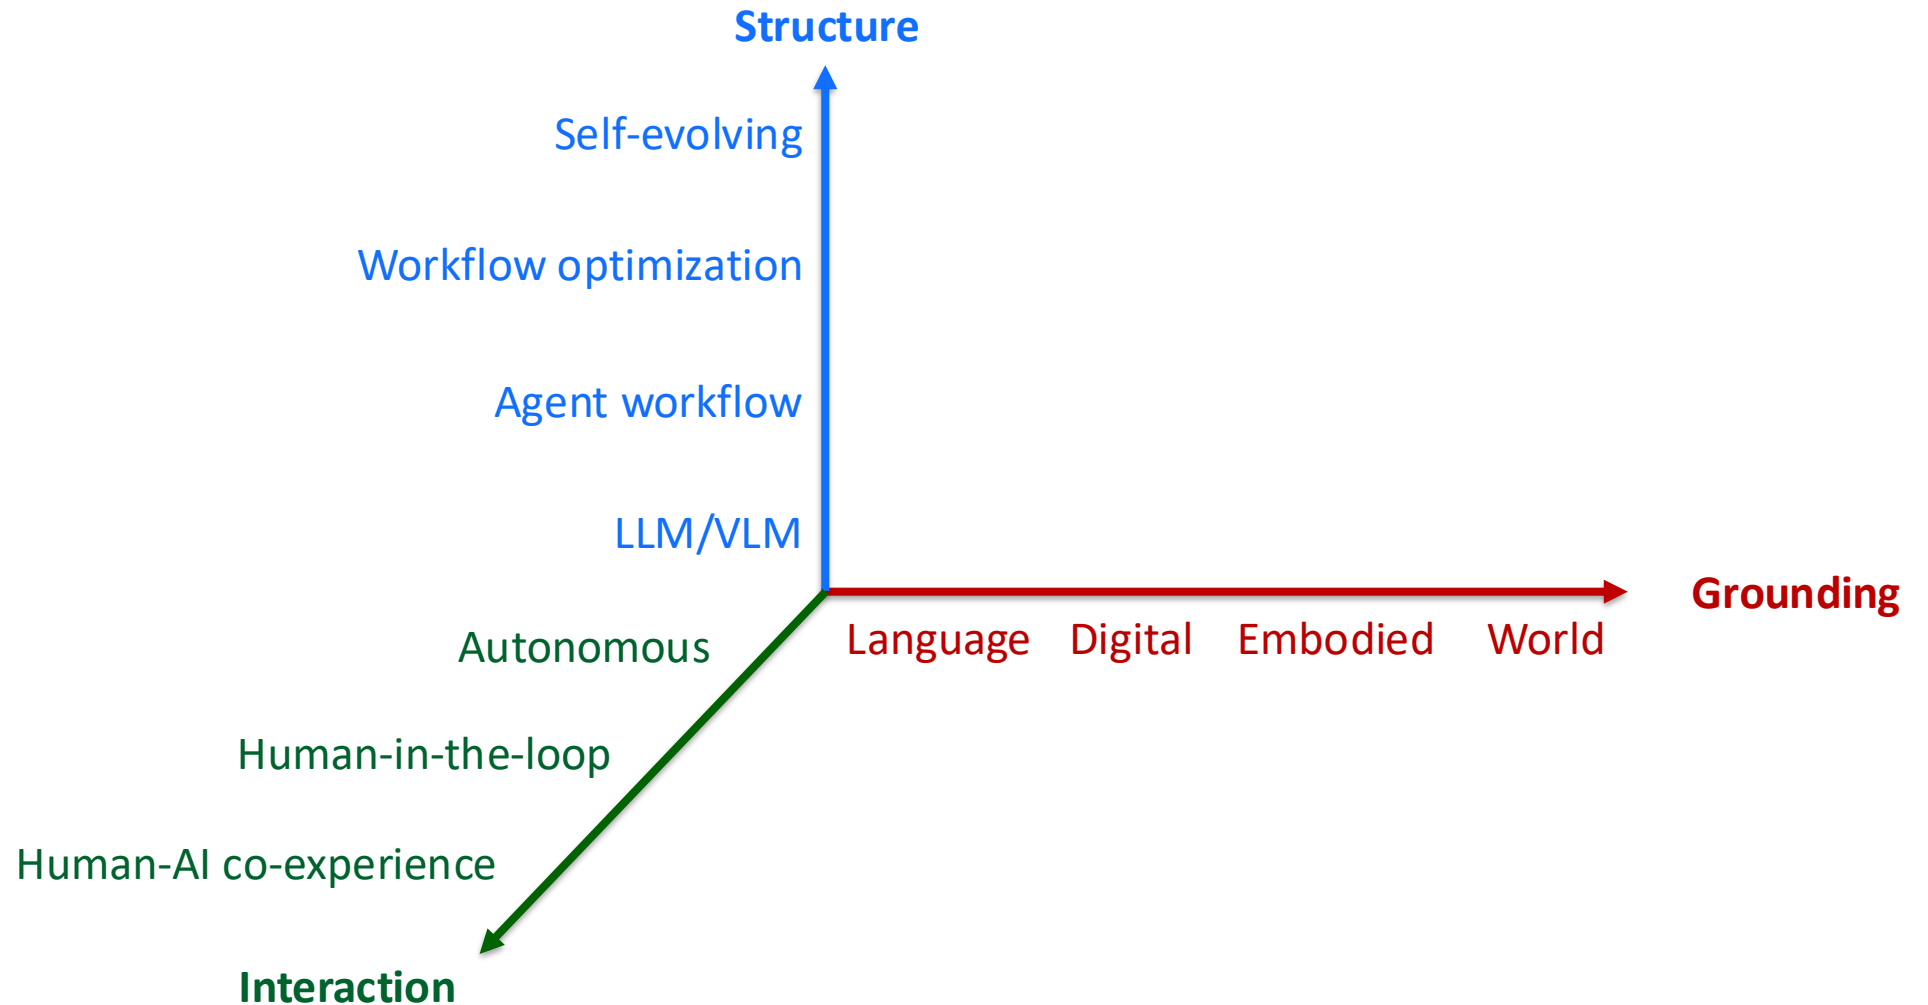 Structure
Self-evolving
Workflow optimization
Agent workflow
LLM/VLM
Grounding
Language Digital Embodied World
Autonomous
Human-in-the-loop
Human-AI co-experience
Interaction